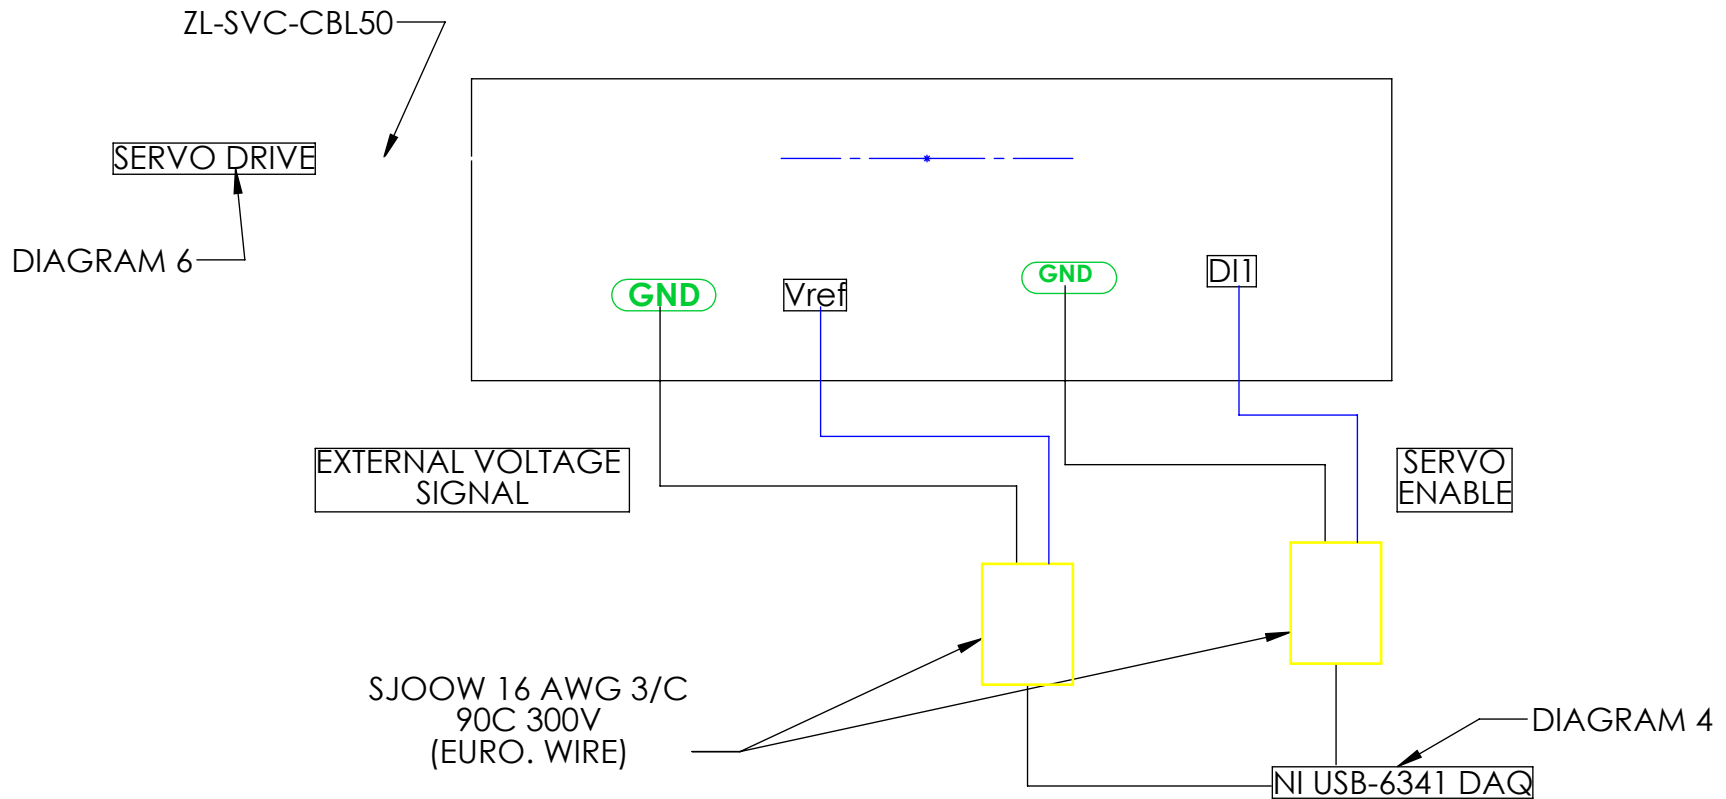 ZL-SVC-CBL50
SERVO DRIVE
DIAGRAM 6
GND
Vref
GND
DI1
EXTERNAL VOLTAGE
SIGNAL
SERVO
ENABLE
SJOOW 16 AWG 3/C
90C 300V
(EURO. WIRE)
DIAGRAM 4
NI USB-6341 DAQ